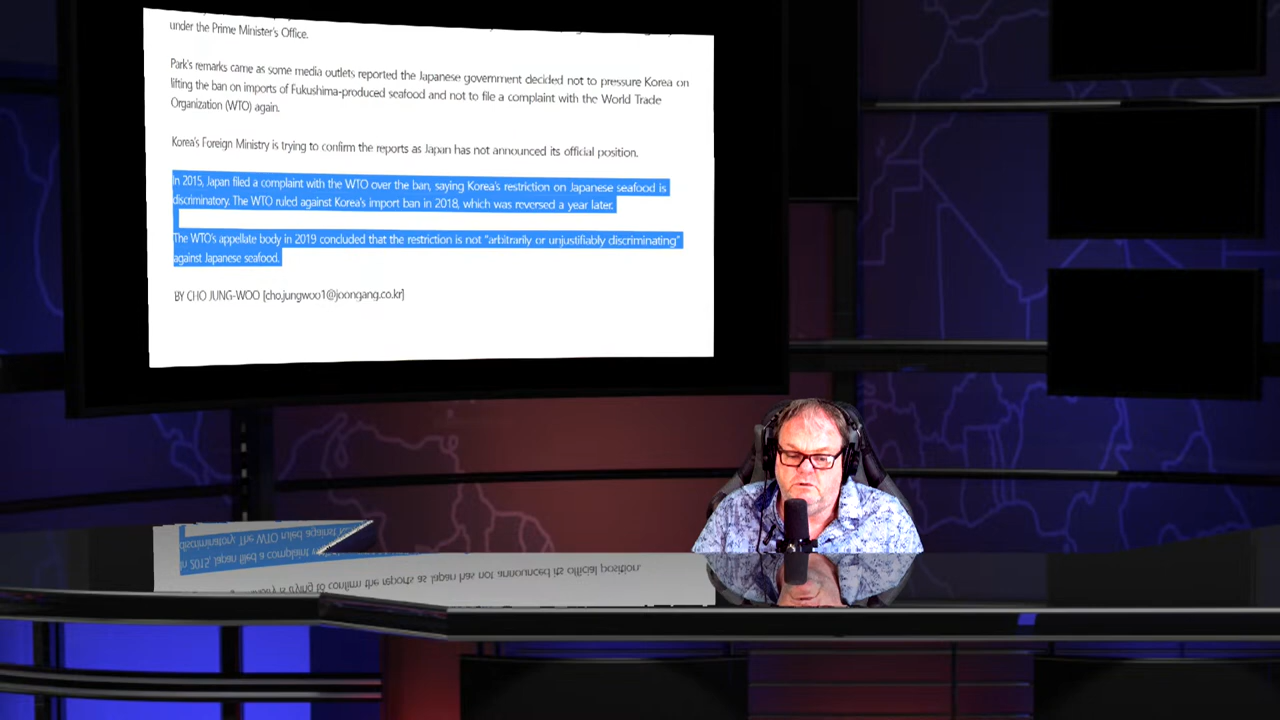 under the Prime Minister's Office.
Park's remarks came as some media outlets reported the Japanese government decided not to pressure Korea on
lifting the ban on imports of Fukushima-produced seafood and not to file a complaint with the World Trade
Organization (WTO) again.
Korea's Foreign Ministry is trying to confirm the reports as Japan has not announced its official position.
In 2015, Japan filed a complaint with the WTO over the ban, saying Korea's restriction on Japanese seafood is
discriminatory. The WTO ruled against Korea's import ban in 2018, which was reversed a year later.
The WTO's appellate body in 2019 concluded that the restriction is not "arbitrarily or unjustifiably discriminating"
against Japanese seafood.
BY CHO JUNG-WOO [cho.jungwoo1@joongang.co.kr]